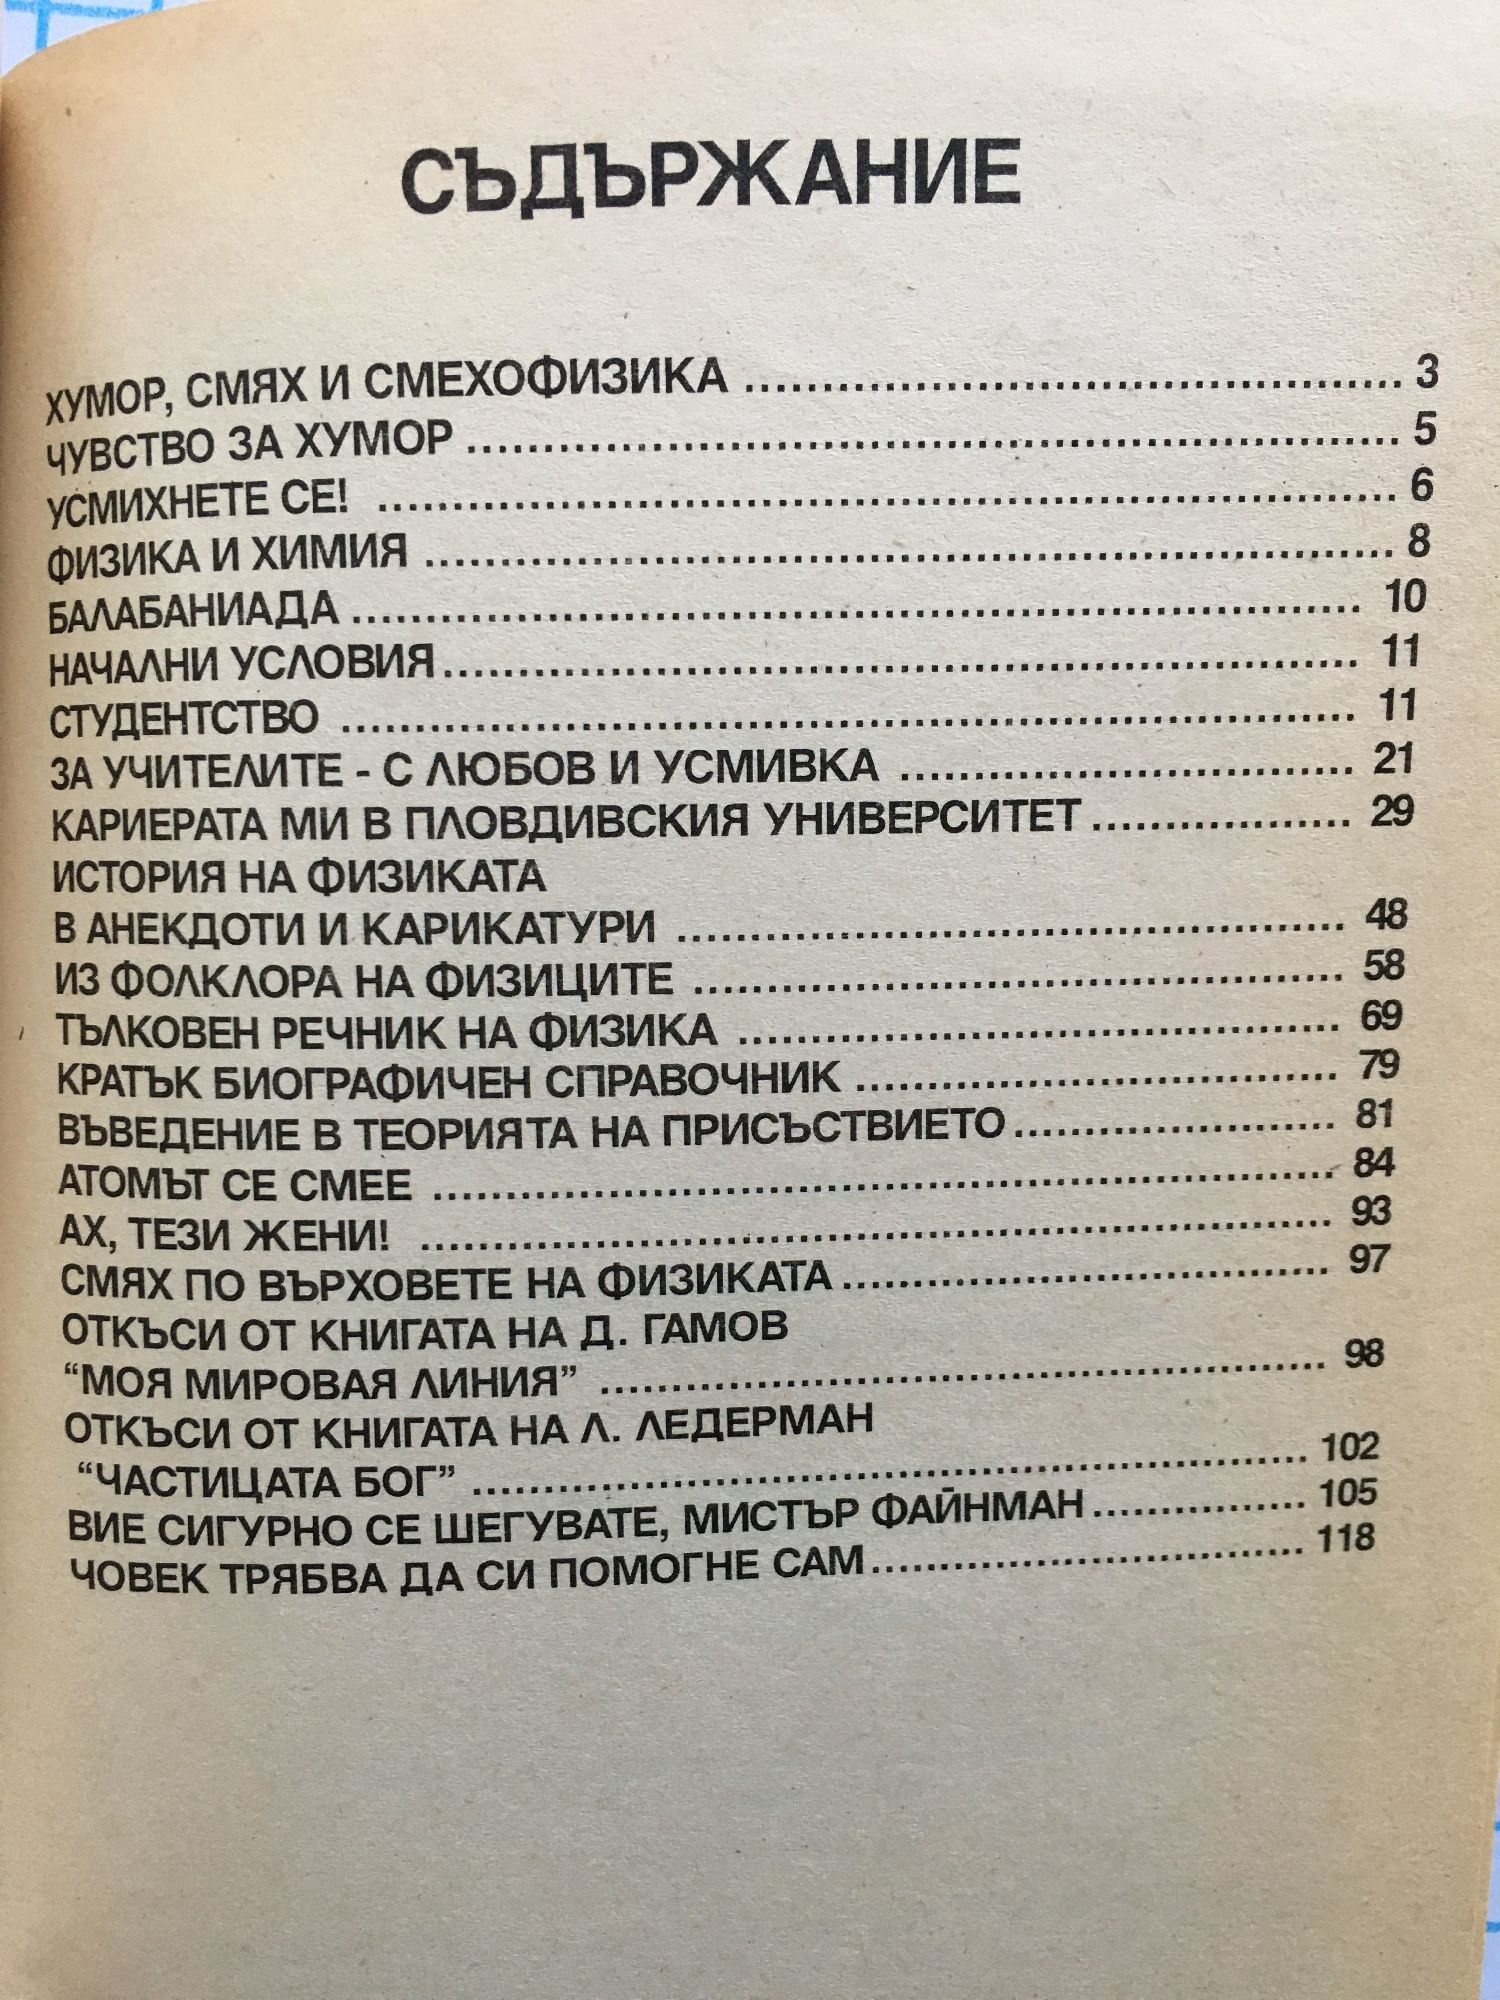 СЪДЪРЖАНИЕ
ХУМОР, СМЯХ И СМЕХОФИЗИКА ........ 3
ЧУВСТВО ЗА ХУМОР ........ 5
УСМИХНЕТЕ СЕ! ........ 6
ФИЗИКА И ХИМИЯ ........ 8
БАЛАБАНИАДА ........ 10
НАЧАЛНИ УСЛОВИЯ ........ 11
СТУДЕНТСТВО ........ 11
ЗА УЧИТЕЛИТЕ - С ЛЮБОВ И УСМИВКА ........ 21
КАРИЕРАТА МИ В ПЛОВДИВСКИЯ УНИВЕРСИТЕТ ........ 29
ИСТОРИЯ НА ФИЗИКАТА
В АНЕКДОТИ И КАРИКАТУРИ ........ 48
ИЗ ФОЛКЛОРА НА ФИЗИЦИТЕ ........ 58
ТЪЛКОВЕН РЕЧНИК НА ФИЗИКА ........ 69
КРАТЪК БИОГРАФИЧЕН СПРАВОЧНИК ........ 79
ВЪВЕДЕНИЕ В ТЕОРИЯТА НА ПРИСЪСТВИЕТО ........ 81
АТОМЪТ СЕ СМЕЕ ........ 84
АХ, ТЕЗИ ЖЕНИ! ........ 93
СМЯХ ПО ВЪРХОВЕТЕ НА ФИЗИКАТА ........ 97
ОТКЪСИ ОТ КНИГАТА НА Д. ГАМОВ
“МОЯ МИРОВАЯ ЛИНИЯ” ........ 98
ОТКЪСИ ОТ КНИГАТА НА Л. ЛЕДЕРМАН
“ЧАСТИЦАТА БОГ” ........ 102
ВИЕ СИГУРНО СЕ ШЕГУВАТЕ, МИСТЪР ФАЙНМАН ........ 105
ЧОВЕК ТРЯБВА ДА СИ ПОМОГНЕ САМ ........ 118